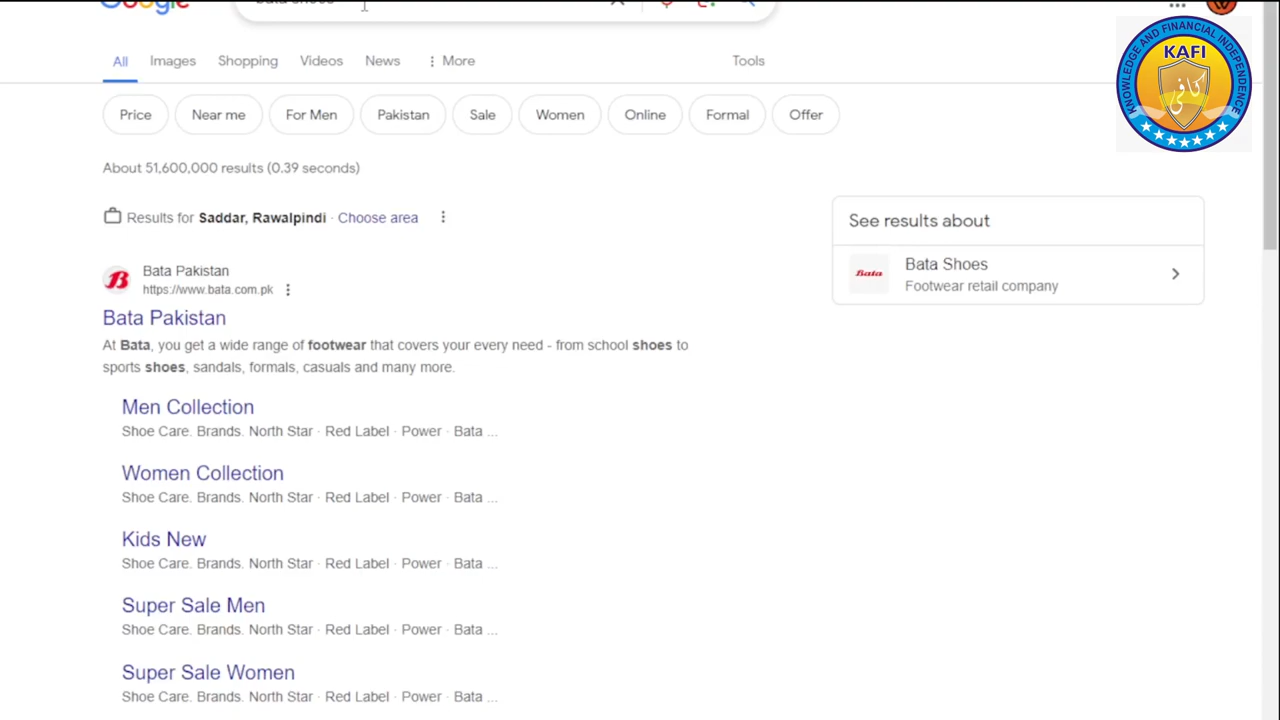 Google
bata shoes
All Images Shopping Videos News More Tools
Price Near me For Men Pakistan Sale Women Online Formal Offer
About 51,600,000 results (0.39 seconds)
Results for Saddar, Rawalpindi · Choose area
Bata Pakistan
https://www.bata.com.pk
Bata Pakistan
At Bata, you get a wide range of footwear that covers your every need - from school shoes to
sports shoes, sandals, formals, casuals and many more.
Men Collection
Shoe Care. Brands. North Star · Red Label · Power · Bata ...
Women Collection
Shoe Care. Brands. North Star · Red Label · Power · Bata ...
Kids New
Shoe Care. Brands. North Star · Red Label · Power · Bata ...
Super Sale Men
Shoe Care. Brands. North Star · Red Label · Power · Bata ...
Super Sale Women
Shoe Care. Brands. North Star · Red Label · Power · Bata ...
See results about
Bata
Bata Shoes
Footwear retail company
KNOWLEDGE AND FINANCIAL INDEPENDENCE
KAFI
کافی
B